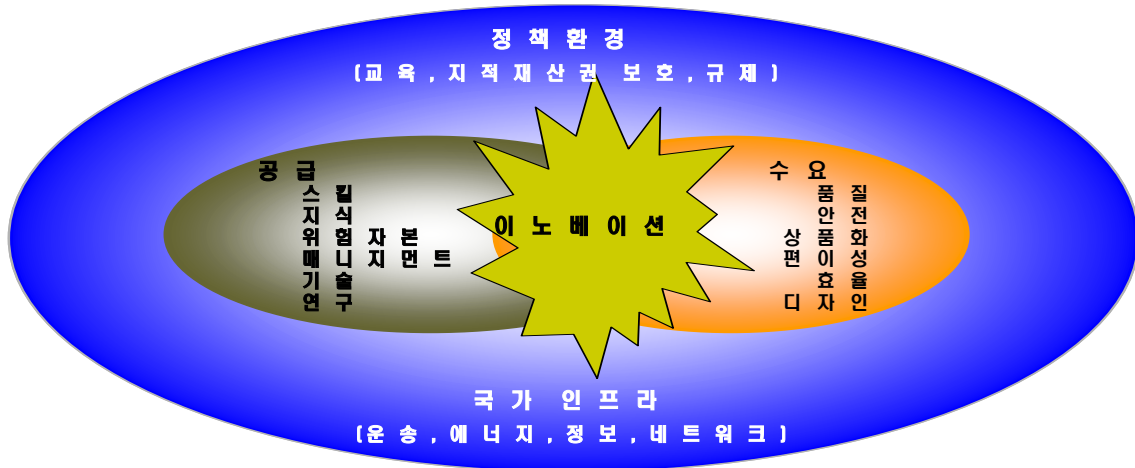 정책환경
(교육,지적재산권 보호,규제)
공급
스킬
지식
위험자본
매니지먼트
기술
연구
이노베이션
수요
품질
안전
상품화
편이성
효율
디자인
국가 인프라
(운송,에너지,정보,네트워크)